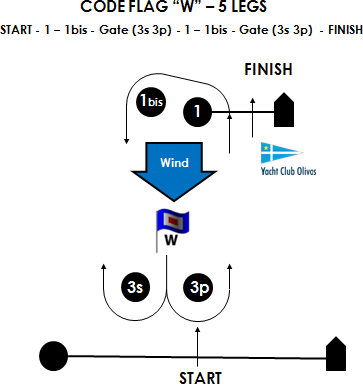 CODE FLAG “W” – 5 LEGS
START - 1 – 1bis - Gate (3s 3p) - 1 – 1bis - Gate (3s 3p) - FINISH
FINISH
1bis
1
Wind
Yacht Club Olivos
W
3s
3p
START